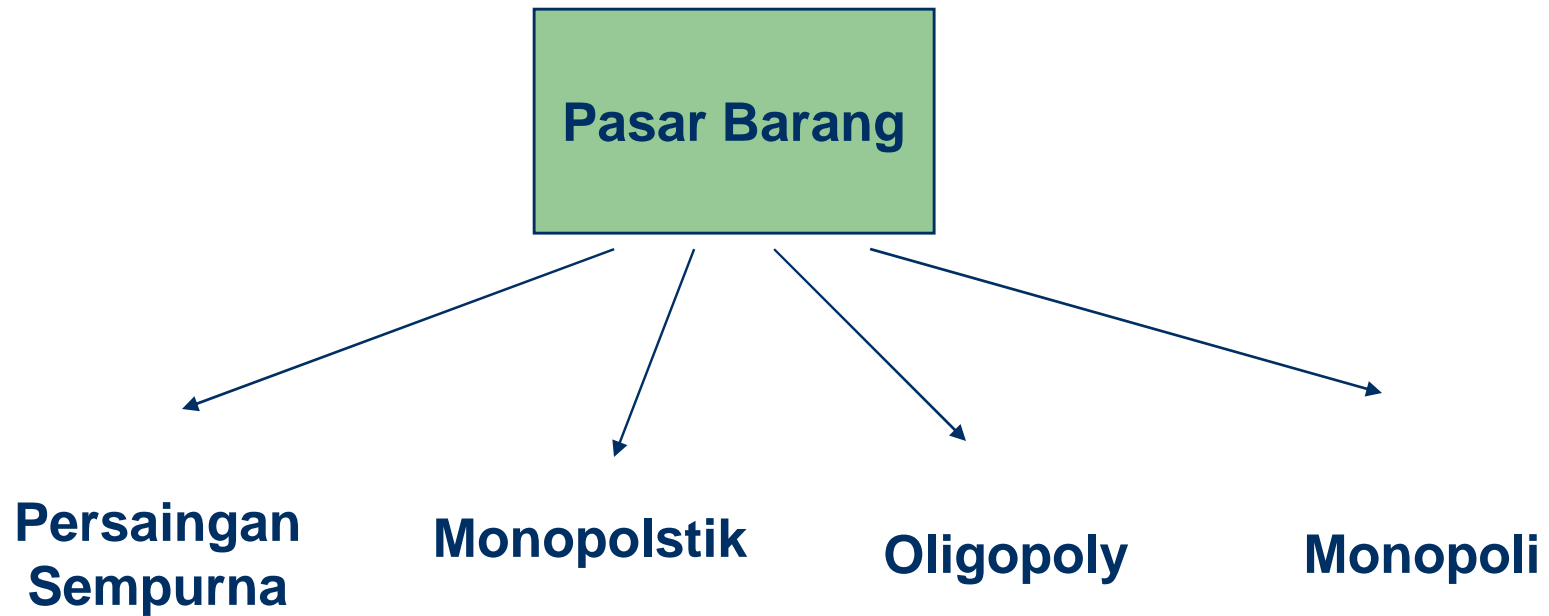 Pasar Barang
Persaingan
Sempurna
Monopolstik
Oligopoly
Monopoli